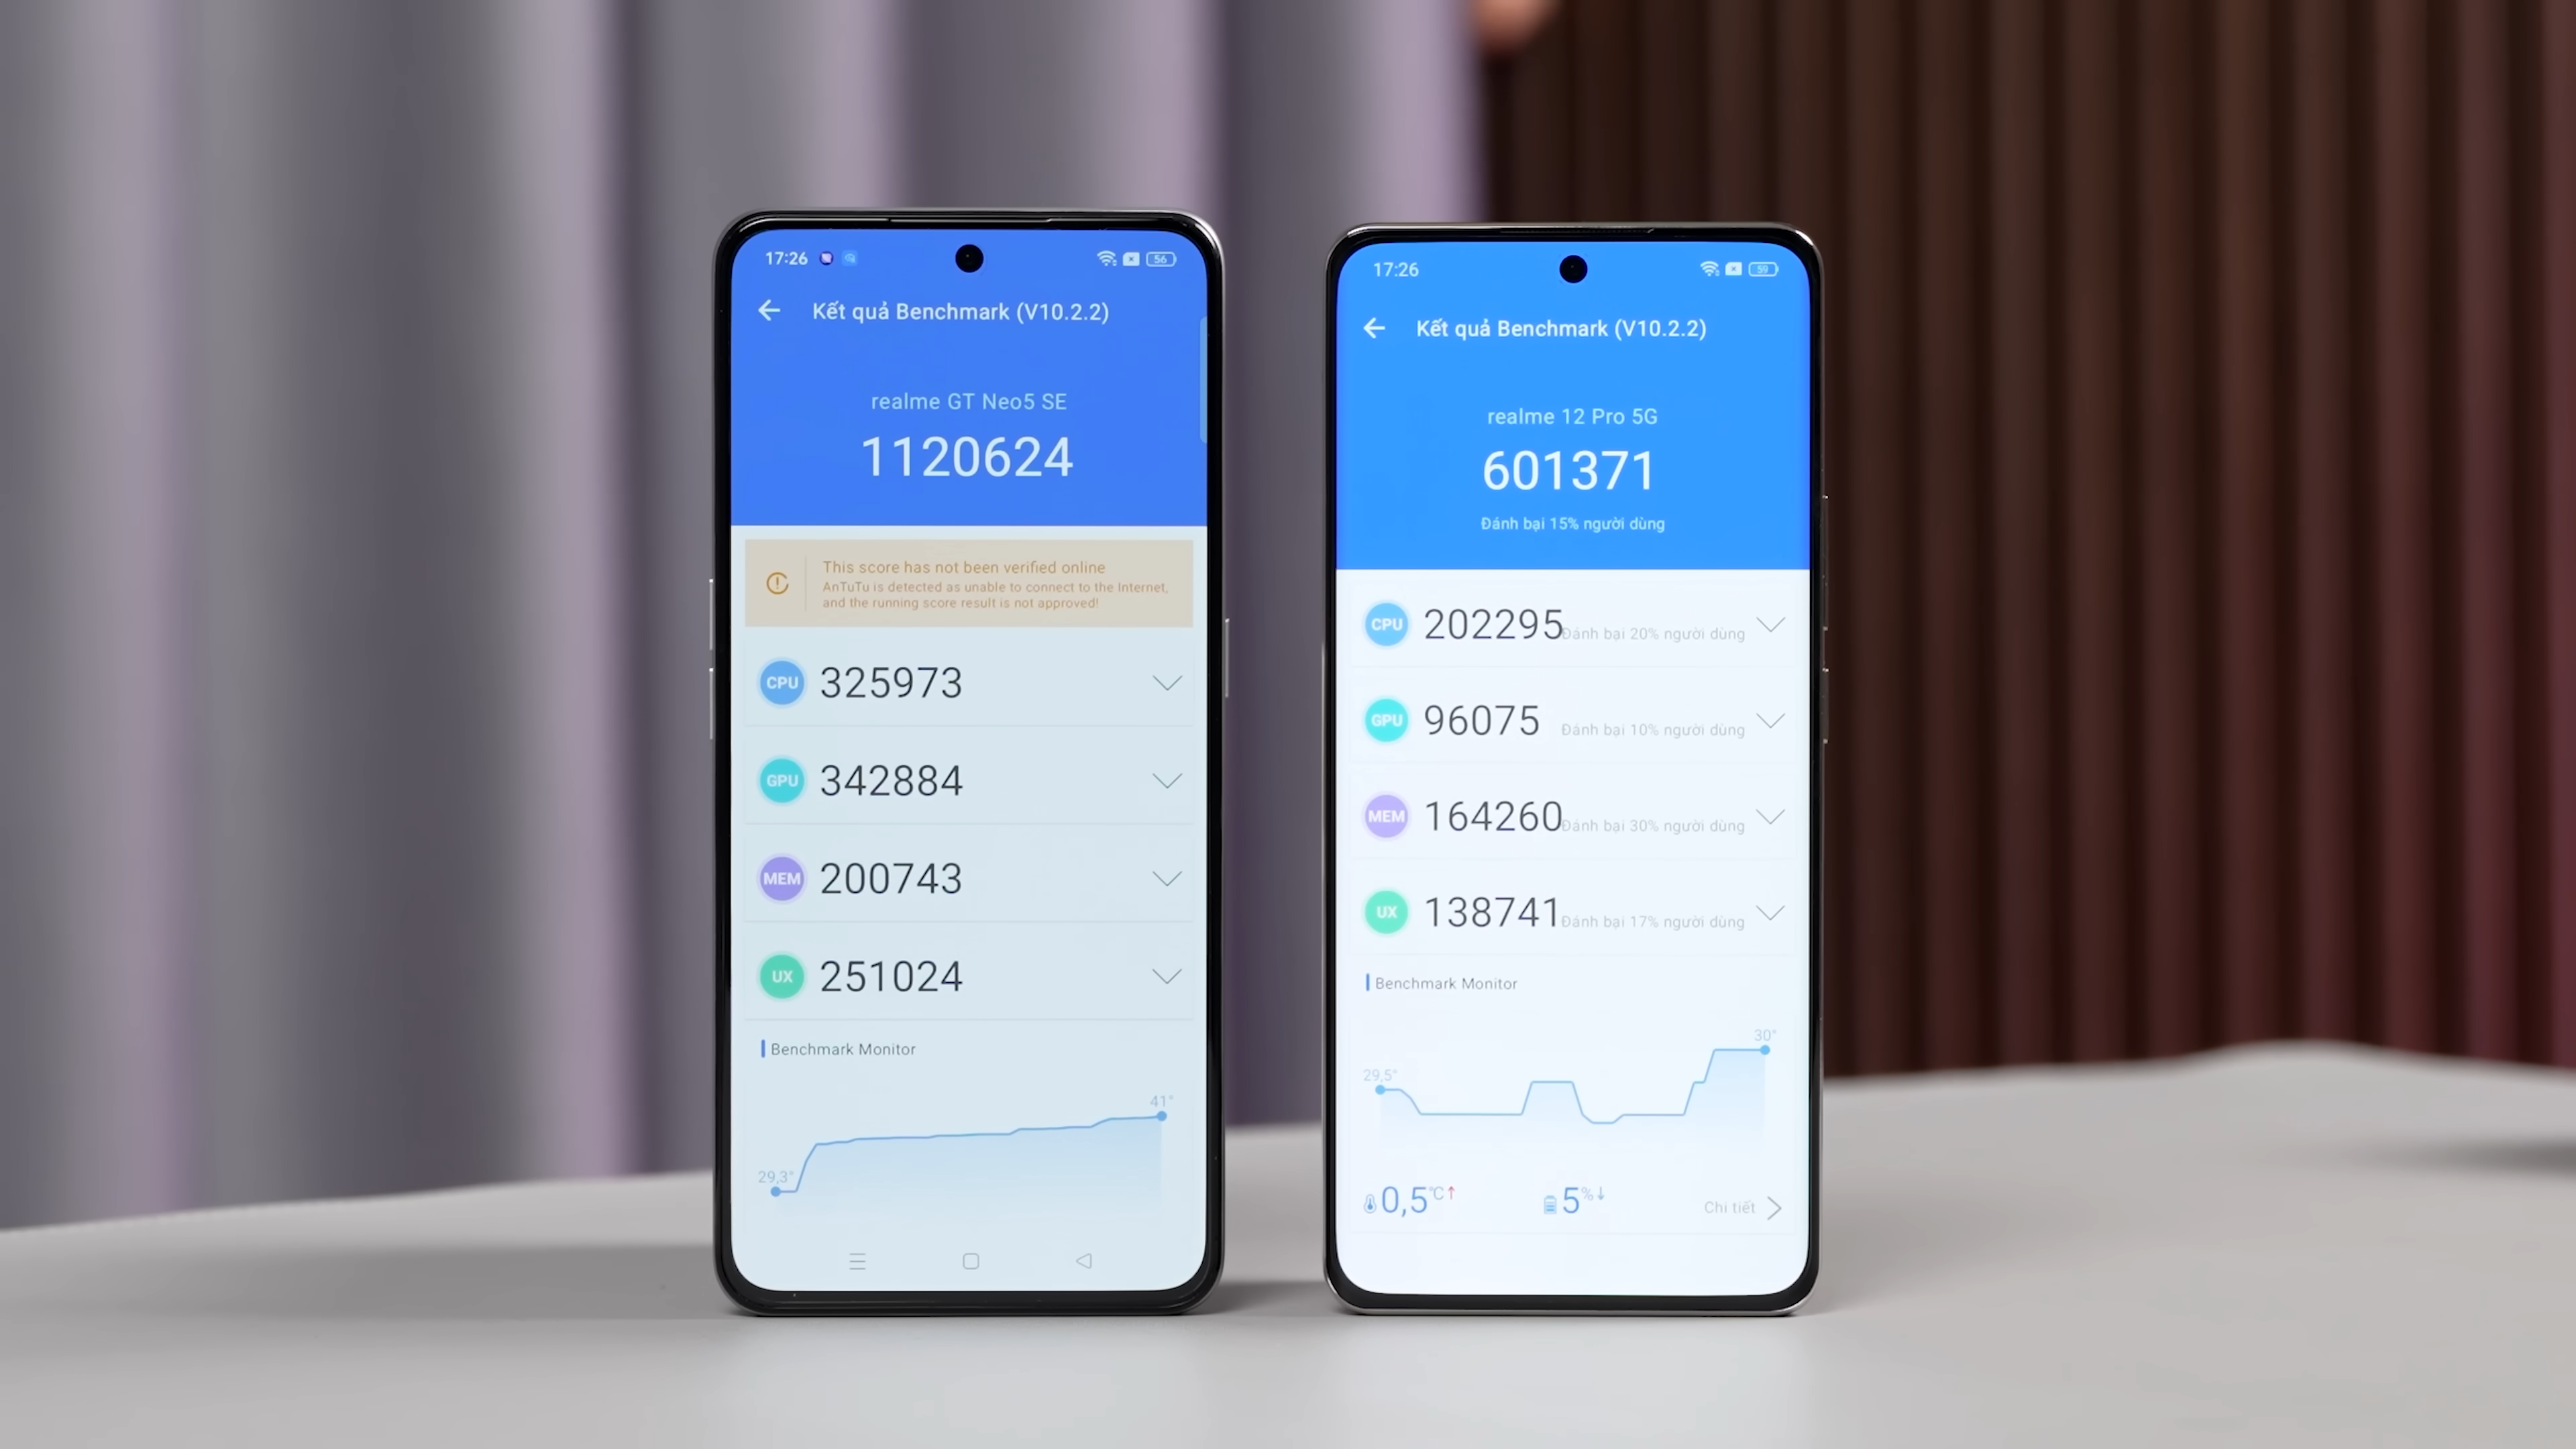 17:26
56
Kết quả Benchmark (V10.2.2)
realme GT Neo5 SE
1120624
This score has not been verified online
AnTuTu is detected as unable to connect to the Internet,
and the running score result is not approved!
CPU 325973
GPU 342884
MEM 200743
UX 251024
Benchmark Monitor
41°
29,3°
17:26
59
Kết quả Benchmark (V10.2.2)
realme 12 Pro 5G
601371
Đánh bại 15% người dùng
CPU 202295 Đánh bại 20% người dùng
GPU 96075 Đánh bại 10% người dùng
MEM 164260 Đánh bại 30% người dùng
UX 138741 Đánh bại 17% người dùng
Benchmark Monitor
30°
29,5°
0,5°C↑ 5%↓ Chi tiết